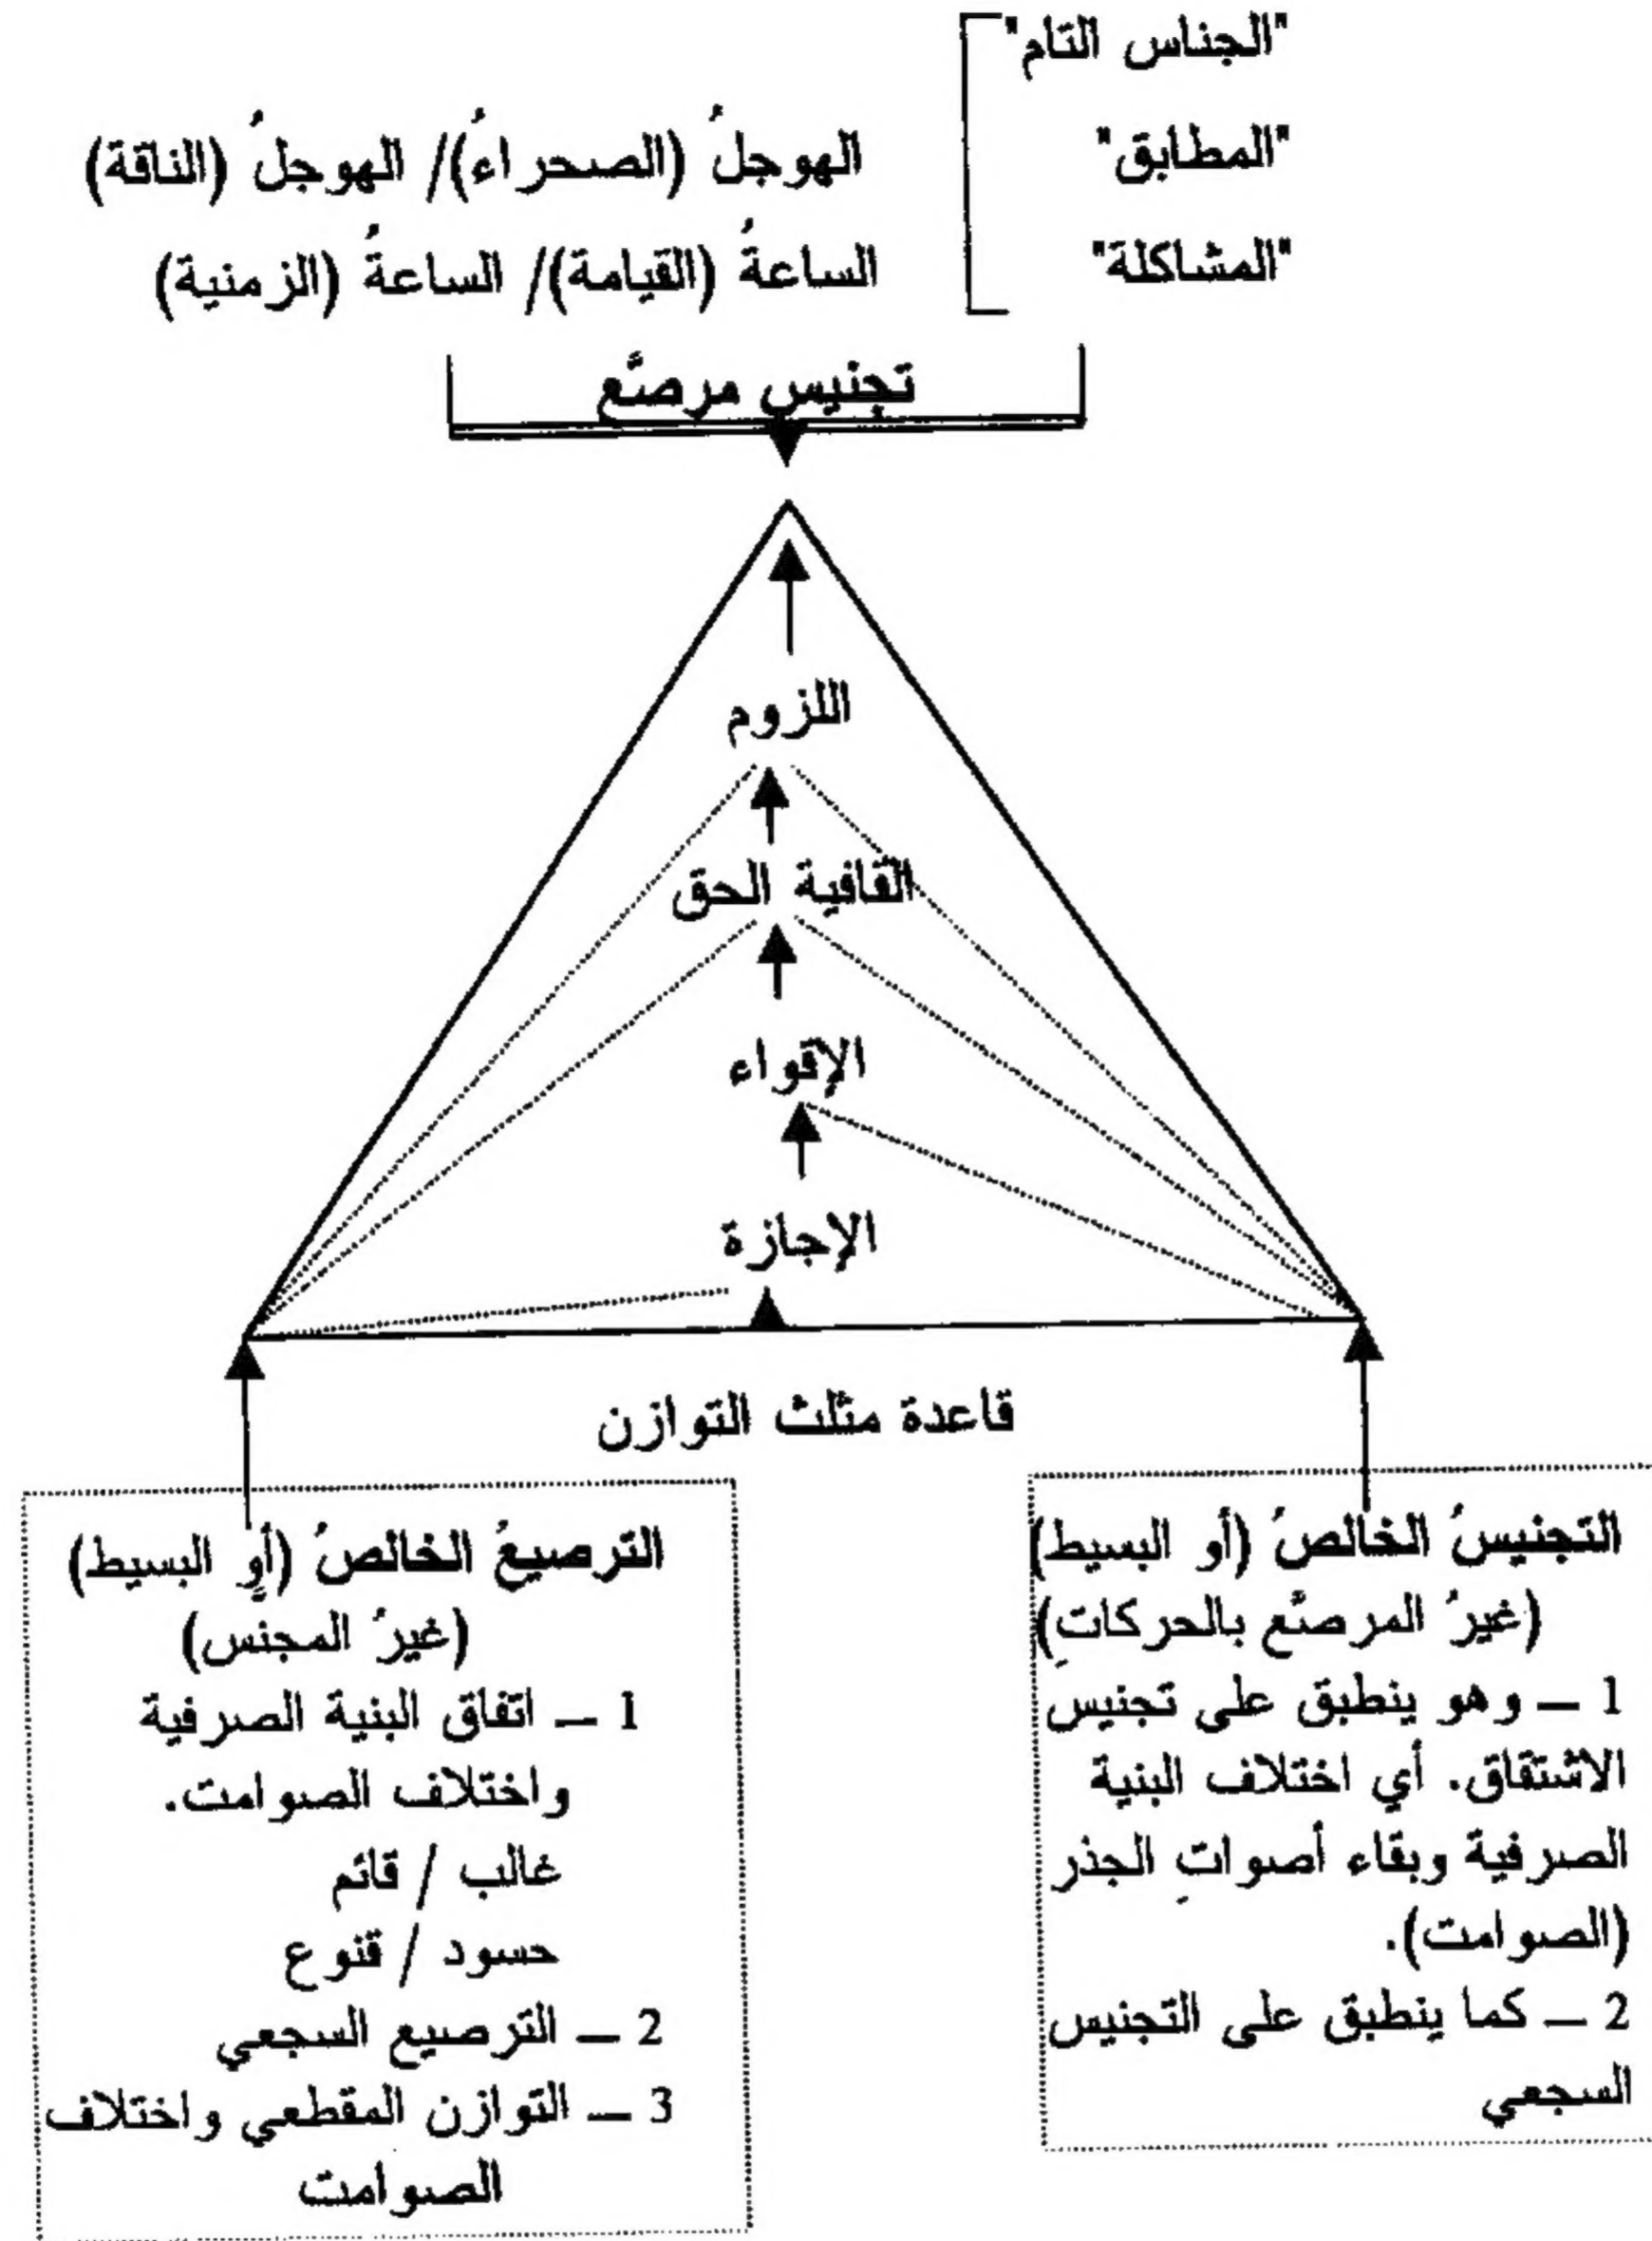 "الجناس التام"
"المطابق"
الهوجلُ (الصحراءُ)/ الهوجلُ (الناقة)
"المشاكلة"
الساعةُ (القيامة)/ الساعةُ (الزمنية)
تجنيس مرصَّع
اللزوم
القافية الحق
الإقواء
الإجازة
قاعدة مثلث التوازن
التجنيسُ الخالصُ (أو البسيط)
(غيرُ المرصَّع بالحركاتِ)
1 – وهو ينطبق على تجنيس
الاشتقاق. أي اختلاف البنية
الصرفية وبقاء أصواتِ الجذر
(الصوامت).
2 – كما ينطبق على التجنيس
السجعي
الترصيعُ الخالصُ (أو البسيط)
(غيرُ المجنَّس)
1 – اتفاق البنية الصرفية
واختلاف الصوامت.
غالب / قائم
حسود / قنوع
2 – الترصيع السجعي
3 – التوازن المقطعي واختلاف
الصوامت